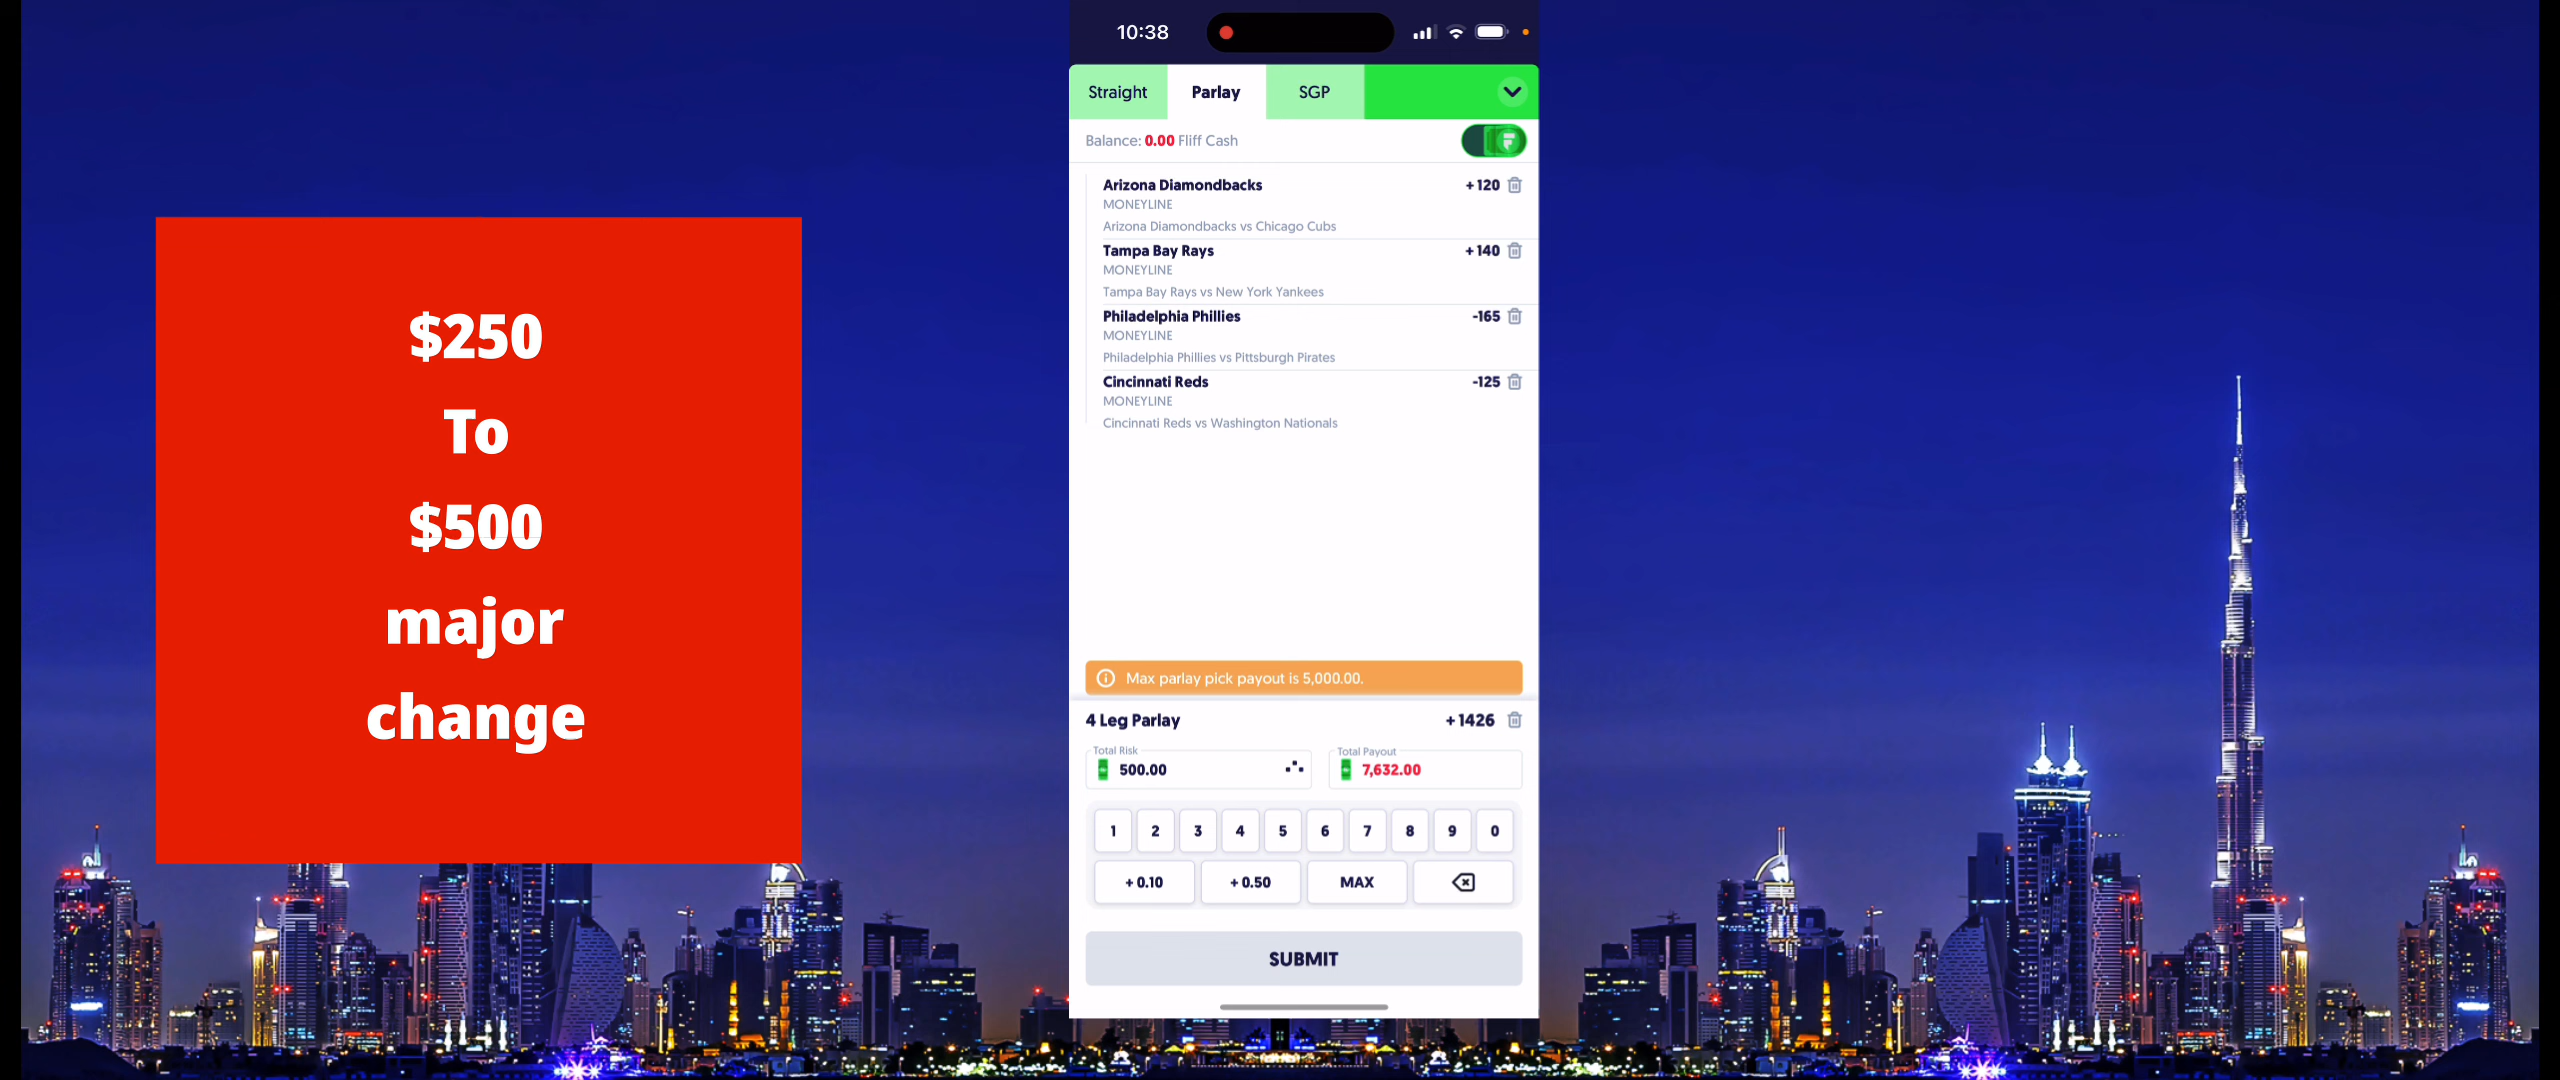 $250
To
$500
major
change
10:38
Straight Parlay SGP
Balance: 0.00 Fliff Cash
Arizona Diamondbacks +120
MONEYLINE
Arizona Diamondbacks vs Chicago Cubs
Tampa Bay Rays +140
MONEYLINE
Tampa Bay Rays vs New York Yankees
Philadelphia Phillies -165
MONEYLINE
Philadelphia Phillies vs Pittsburgh Pirates
Cincinnati Reds -125
MONEYLINE
Cincinnati Reds vs Washington Nationals
Max parlay pick payout is 5,000.00.
4 Leg Parlay +1426
Total Risk Total Payout
500.00 7,632.00
1 2 3 4 5 6 7 8 9 0
+ 0.10 + 0.50 MAX
SUBMIT